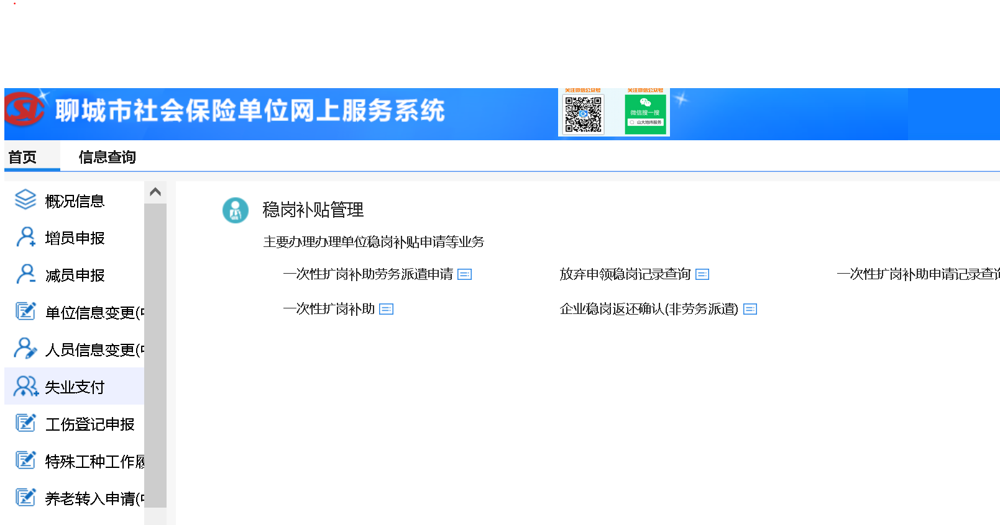 聊城市社会保险单位网上服务系统
关注微信公众号
关注微信公众号
微信搜一搜
山大地纬服务
首页
信息查询
概况信息
增员申报
减员申报
单位信息变更(
人员信息变更(
失业支付
工伤登记申报
特殊工种工作履
养老转入申请(
稳岗补贴管理
主要办理办理单位稳岗补贴申请等业务
一次性扩岗补助劳务派遣申请
放弃申领稳岗记录查询
一次性扩岗补助申请记录查询
一次性扩岗补助
企业稳岗返还确认(非劳务派遣)